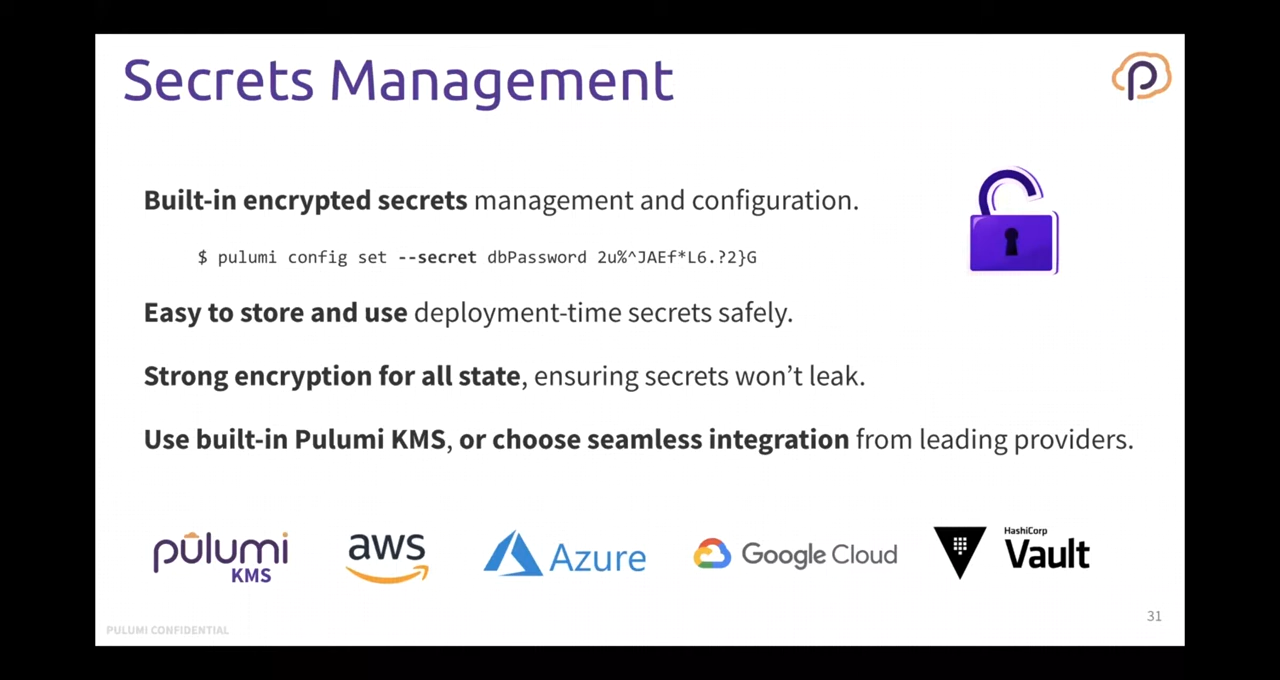 Secrets Management
Built-in encrypted secrets management and configuration.
$ pulumi config set --secret dbPassword 2u%^JAEf*L6.?2}G
Easy to store and use deployment-time secrets safely.
Strong encryption for all state, ensuring secrets won’t leak.
Use built-in Pulumi KMS, or choose seamless integration from leading providers.
pulumi
KMS
aws
Azure
Google Cloud
HashiCorp
Vault
31
PULUMI CONFIDENTIAL